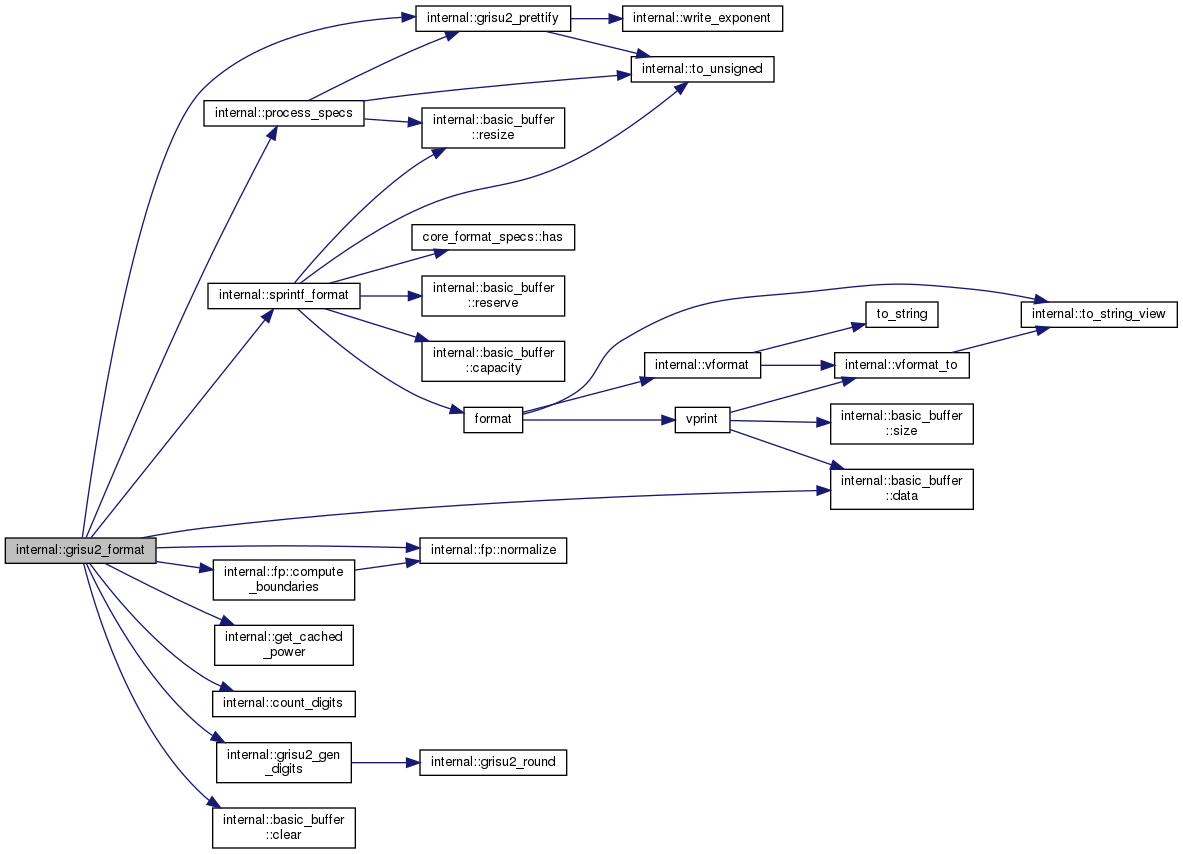 internal::grisu2_prettify
internal::write_exponent
internal::to_unsigned
internal::process_specs
internal::basic_buffer
::resize
core_format_specs::has
internal::sprintf_format
internal::basic_buffer
::reserve
to_string
internal::to_string_view
internal::basic_buffer
::capacity
internal::vformat
internal::vformat_to
format
vprint
internal::basic_buffer
::size
internal::basic_buffer
::data
internal::grisu2_format
internal::fp::normalize
internal::fp::compute
_boundaries
internal::get_cached
_power
internal::count_digits
internal::grisu2_gen
_digits
internal::grisu2_round
internal::basic_buffer
::clear